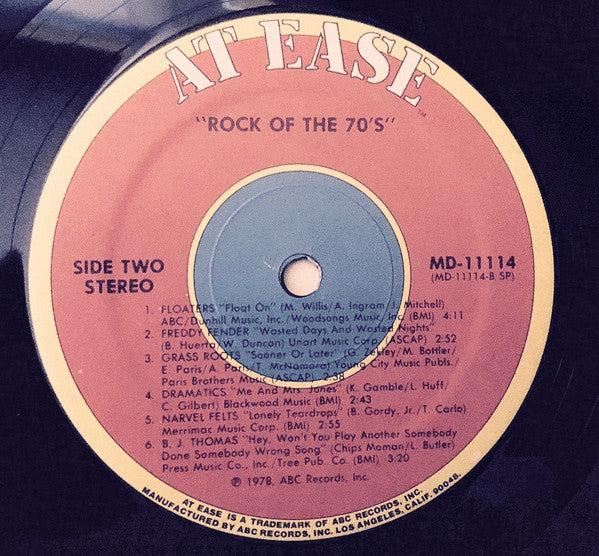 AT EASE
TM
"ROCK OF THE 70'S"
SIDE TWO
STEREO
MD-11114
(MD-11114-B SP)
1. FLOATERS "Float On" (M. Willis/A. Ingram/J. Mitchell)
ABC/Dunhill Music, Inc./Woodsongs Music, Inc. (BMI) 4:11
2. FREDDY FENDER "Wasted Days And Wasted Nights"
(B. Huerta/W. Duncan) Unart Music Corp. (ASCAP) 2:52
3. GRASS ROOTS "Sooner Or Later" (G. Zekley/M. Bottler/
E. Paris/A. Paris/T. McNamara) Young City Music Publs./
Paris Brothers Music (ASCAP) 2:38
4. DRAMATICS "Me And Mrs. Jones" (K. Gamble/L. Huff/
C. Gilbert) Blackwood Music (BMI) 2:43
5. NARVEL FELTS "Lonely Teardrops" (B. Gordy, Jr./T. Carlo)
Merrimac Music Corp. (BMI) 2:55
6. B. J. THOMAS "Hey, Won't You Play Another Somebody
Done Somebody Wrong Song" (Chips Moman/L. Butler)
Press Music Co., Inc./Tree Pub. Co. (BMI) 3:20
℗ 1978, ABC Records, Inc.
AT EASE IS A TRADEMARK OF ABC RECORDS, INC.
MANUFACTURED BY ABC RECORDS, INC. LOS ANGELES, CALIF. 90048.